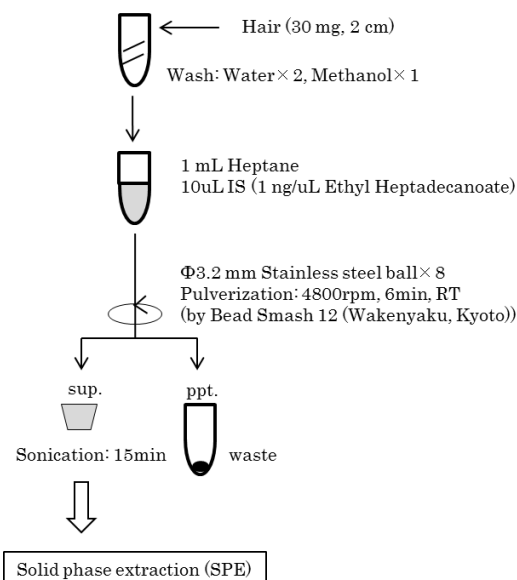 Hair (30 mg, 2 cm)
Wash: Water× 2, Methanol× 1
1 mL Heptane
10uL IS (1 ng/uL Ethyl Heptadecanoate)
Φ3.2 mm Stainless steel ball× 8
Pulverization: 4800rpm, 6min, RT
(by Bead Smash 12 (Wakenyaku, Kyoto))
sup.
ppt.
Sonication: 15min
waste
Solid phase extraction (SPE)